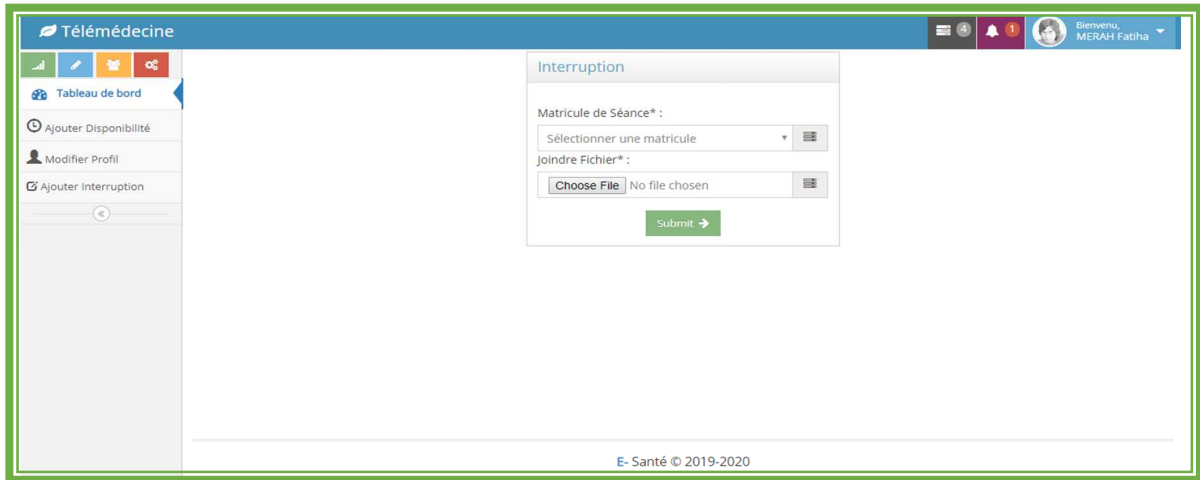 Télémédecine
4
1
Bienvenu,
MERAH Fatiha
Tableau de bord
Ajouter Disponibilité
Modifier Profil
Ajouter Interruption
Interruption
Matricule de Séance* :
Sélectionner une matricule
Joindre Fichier* :
Choose File No file chosen
Submit
E- Santé © 2019-2020